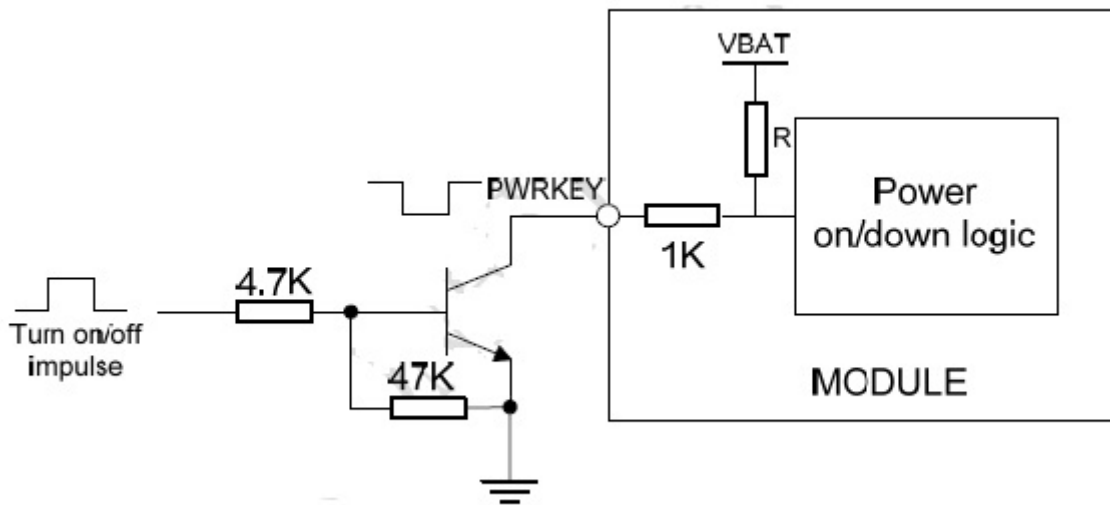 VBAT
R
PWRKEY
Power
on/down logic
1K
4.7K
Turn on/off
impulse
47K
MODULE